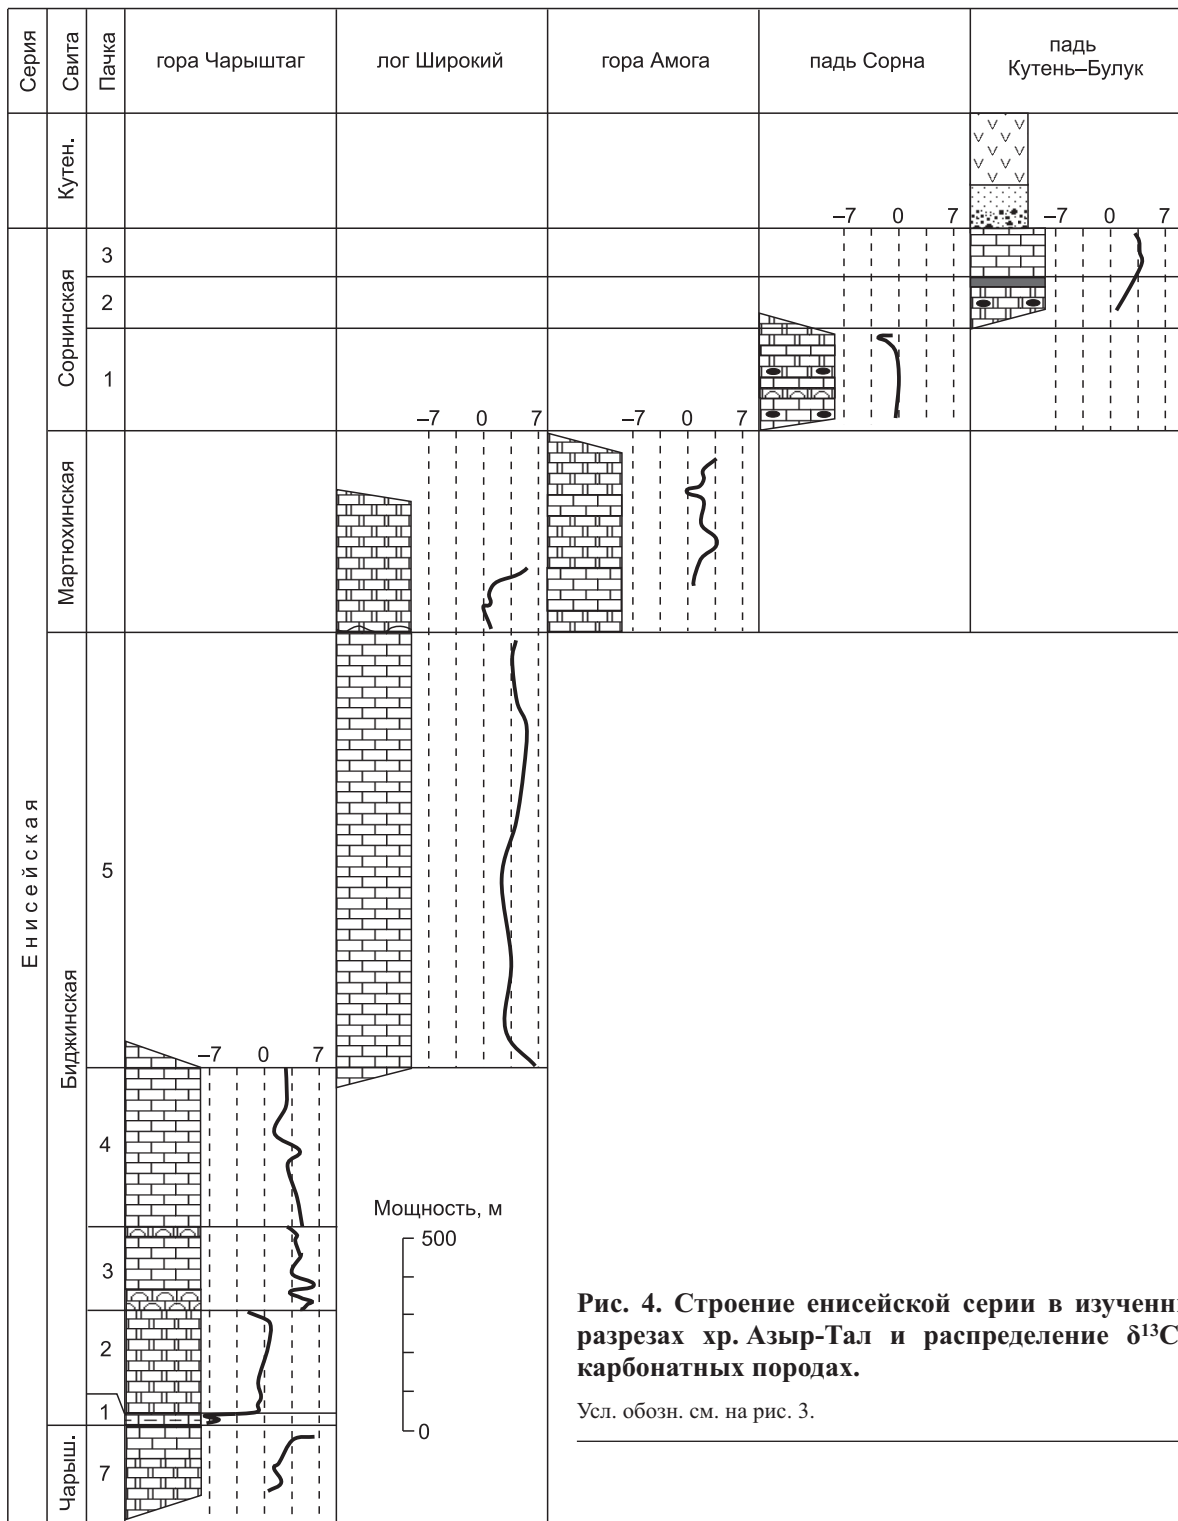 Серия
Свита
Пачка
гора Чарыштаг
лог Широкий
гора Амога
падь Сорна
падь
Кутень–Булук
Кутен.
–7 0 7
–7 0 7
Сорнинская
3
2
1
–7 0 7
–7 0 7
Мартюхинская
Енисейская
Биджинская
5
–7 0 7
4
3
2
1
Мощность, м
500
0
Чарыш.
7
Рис. 4. Строение енисейской серии в изученн
разрезах хр. Азыр-Тал и распределение δ¹³C
карбонатных породах.
Усл. обозн. см. на рис. 3.